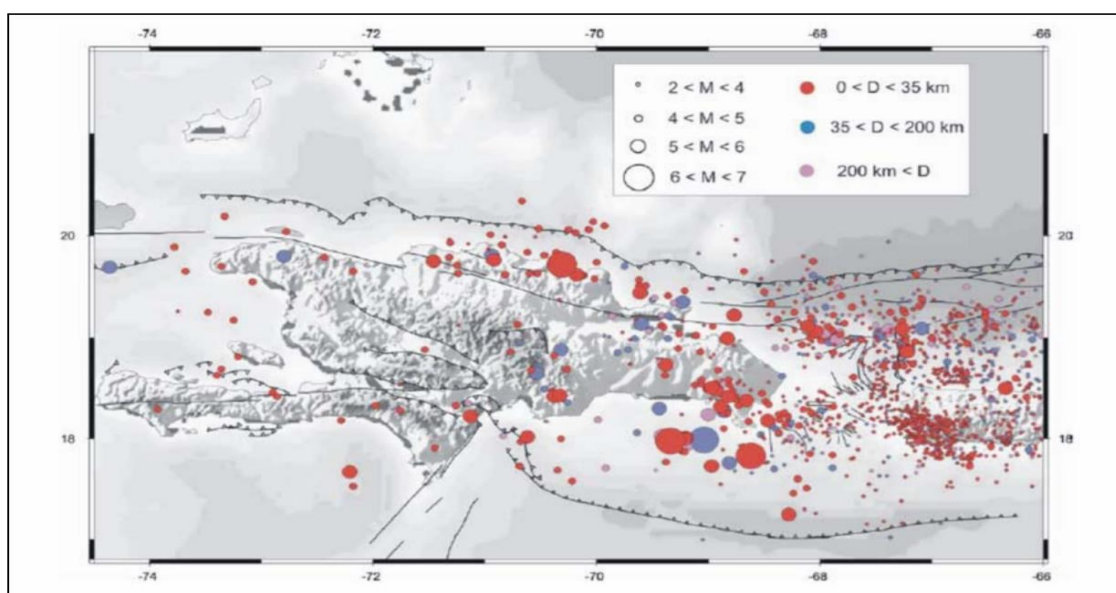 -74 -72 -70 -68 -66
2 < M < 4 0 < D < 35 km
4 < M < 5 35 < D < 200 km
5 < M < 6 200 km < D
6 < M < 7
20 20
18 18
-74 -72 -70 -68 -66